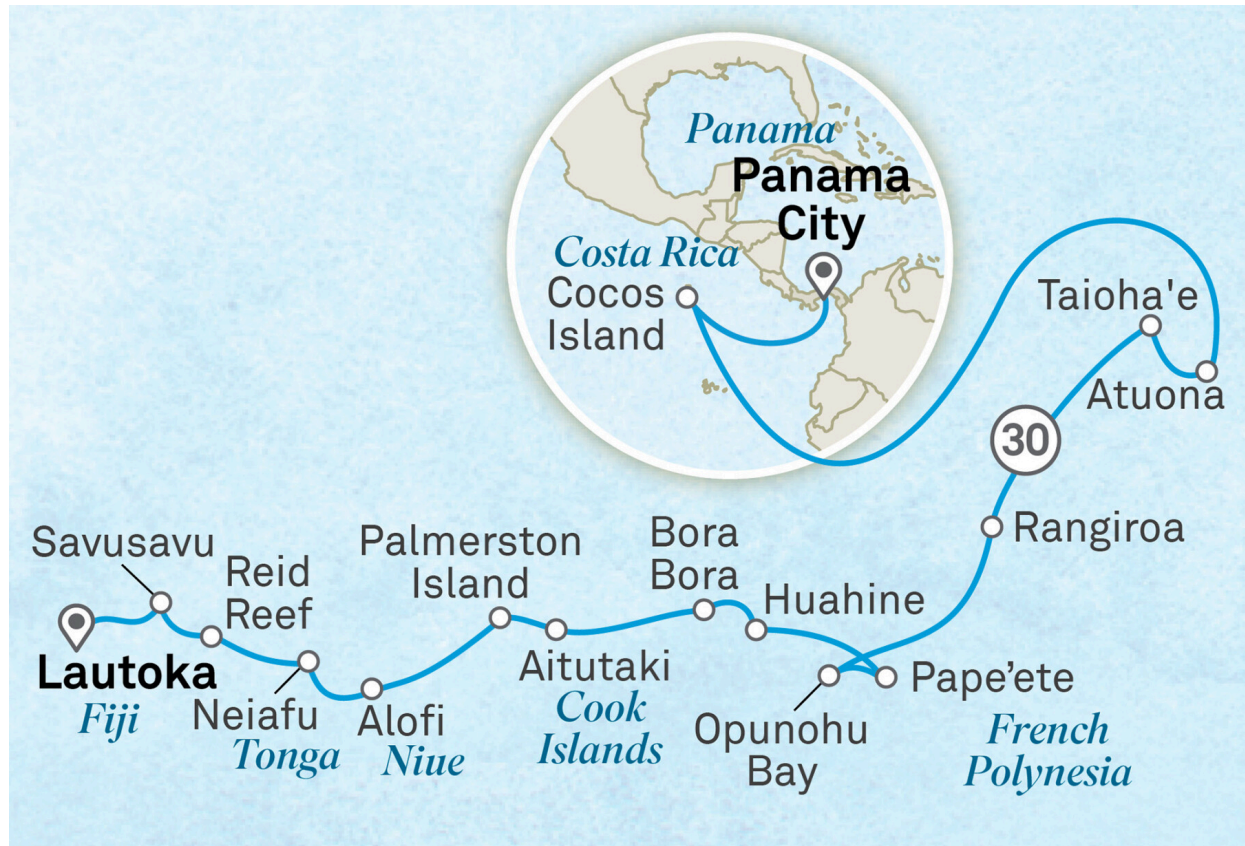 Panama
Panama
City
Costa Rica
Cocos
Island
Taioha'e
Atuona
30
Rangiroa
Savusavu
Reid
Reef
Palmerston
Island
Bora
Bora
Huahine
Lautoka
Fiji
Neiafu
Tonga
Alofi
Niue
Aitutaki
Cook
Islands
Opunohu
Bay
Pape’ete
French
Polynesia